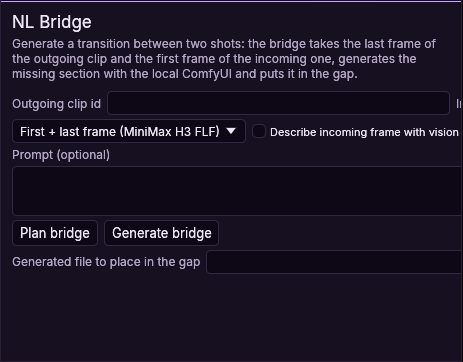 NL Bridge
Generate a transition between two shots: the bridge takes the last frame of
the outgoing clip and the first frame of the incoming one, generates the
missing section with the local ComfyUI and puts it in the gap.
Outgoing clip id
First + last frame (MiniMax H3 FLF) Describe incoming frame with vision
Prompt (optional)
Plan bridge Generate bridge
Generated file to place in the gap